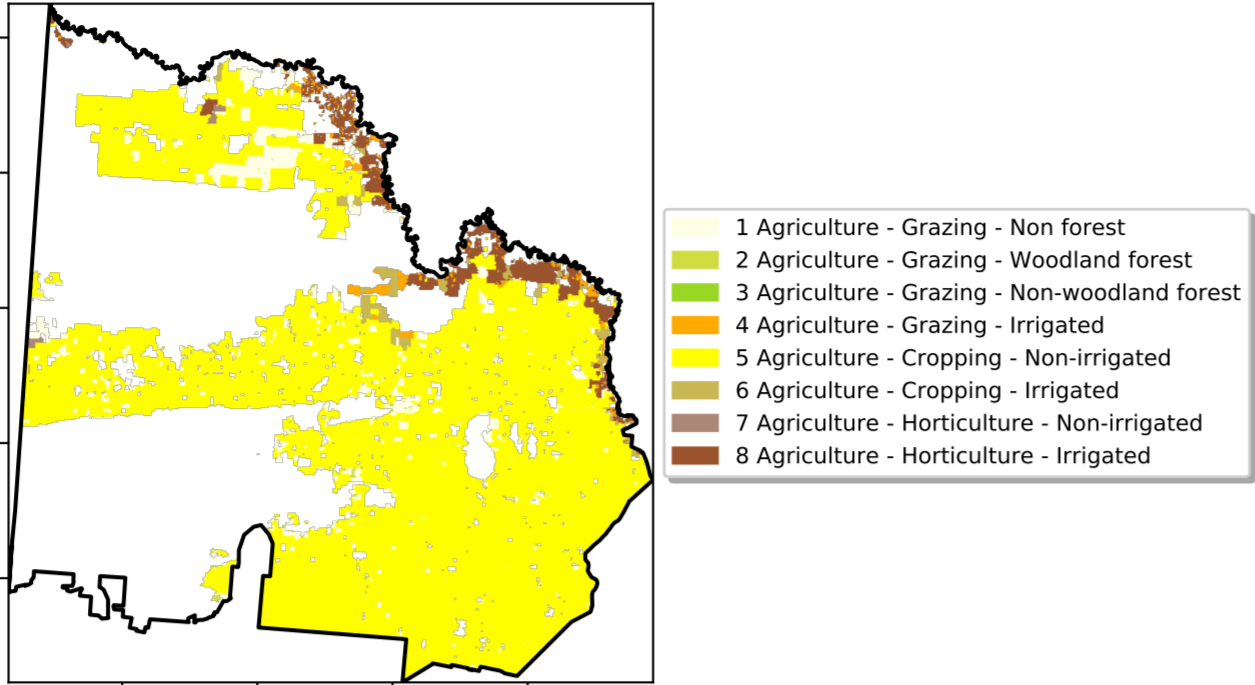 1 Agriculture - Grazing - Non forest
2 Agriculture - Grazing - Woodland forest
3 Agriculture - Grazing - Non-woodland forest
4 Agriculture - Grazing - Irrigated
5 Agriculture - Cropping - Non-irrigated
6 Agriculture - Cropping - Irrigated
7 Agriculture - Horticulture - Non-irrigated
8 Agriculture - Horticulture - Irrigated